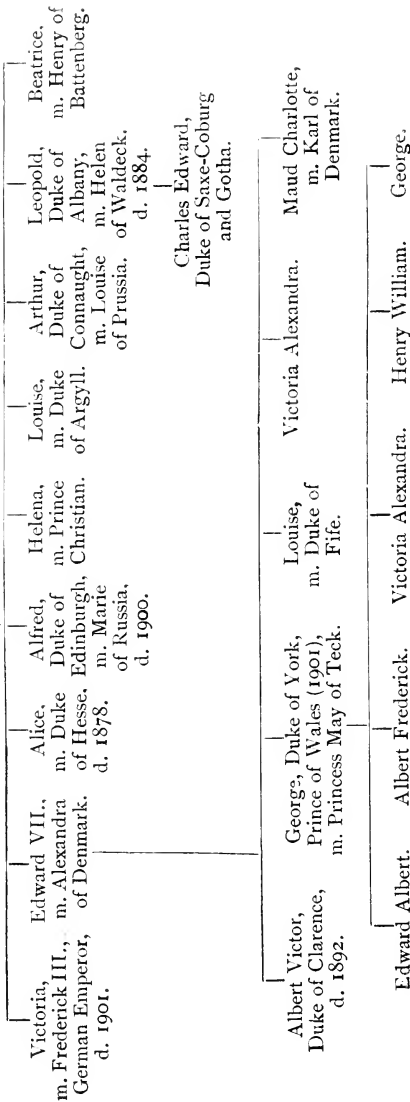 Victoria,
m. Frederick III.,
German Emperor,
d. 1901.
Edward VII.,
m. Alexandra
of Denmark.
Alice,
m. Duke
of Hesse.
d. 1878.
Alfred,
Duke of
Edinburgh,
m. Marie
of Russia,
d. 1900.
Helena,
m. Prince
Christian.
Louise,
m. Duke
of Argyll.
Arthur,
Duke of
Connaught,
m. Louise
of Prussia.
Leopold,
Duke of
Albany,
m. Helen
of Waldeck.
d. 1884.
Beatrice,
m. Henry of
Battenberg.
Charles Edward,
Duke of Saxe-Coburg
and Gotha.
Albert Victor,
Duke of Clarence,
d. 1892.
George, Duke of York,
Prince of Wales (1901),
m. Princess May of Teck.
Louise,
m. Duke of
Fife.
Victoria Alexandra.
Maud Charlotte,
m. Karl of
Denmark.
Edward Albert.
Albert Frederick.
Victoria Alexandra.
Henry William.
George.